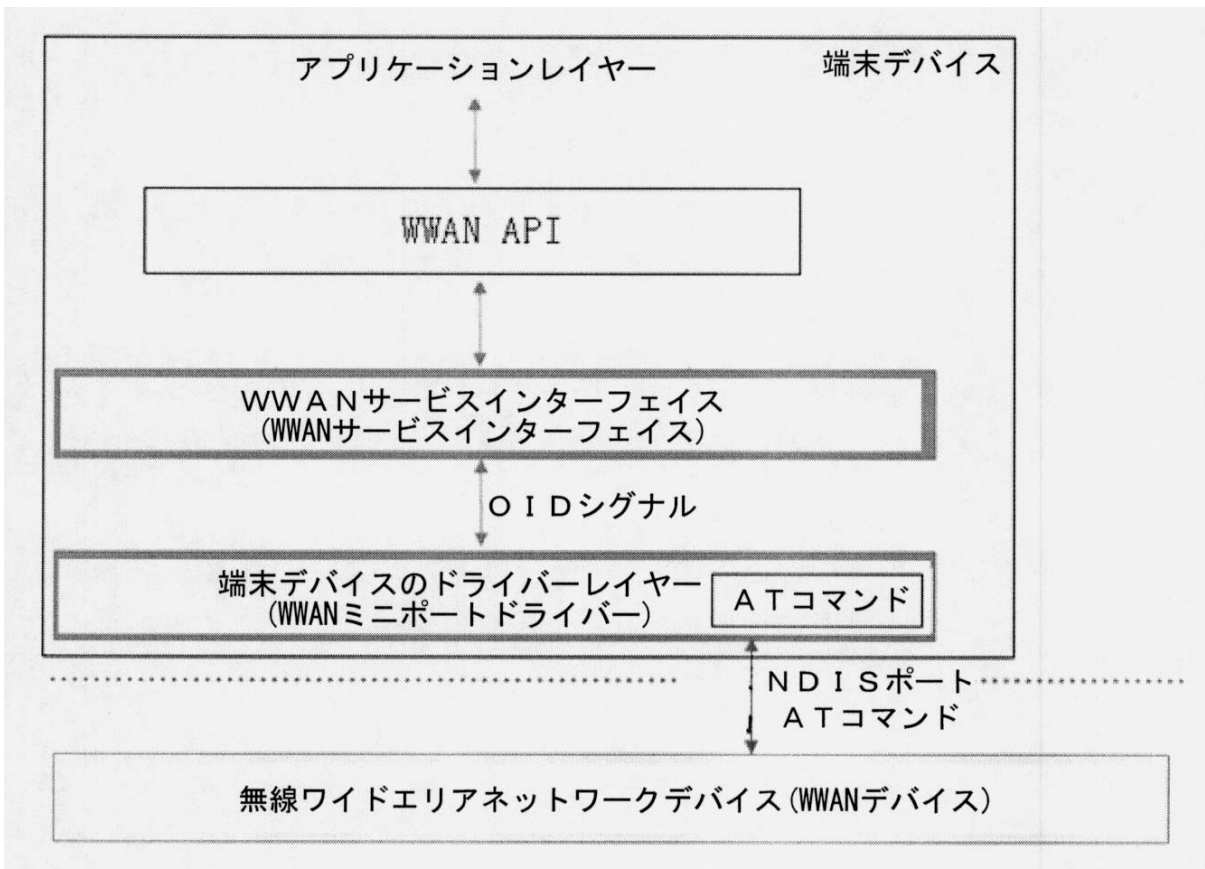 アプリケーションレイヤー
端末デバイス
WWAN API
ＷＷＡＮサービスインターフェイス
(WWANサービスインターフェイス)
ＯＩＤシグナル
端末デバイスのドライバーレイヤー
(WWANミニポートドライバー)
ＡＴコマンド
ＮＤＩＳポート
ＡＴコマンド
無線ワイドエリアネットワークデバイス(WWANデバイス)